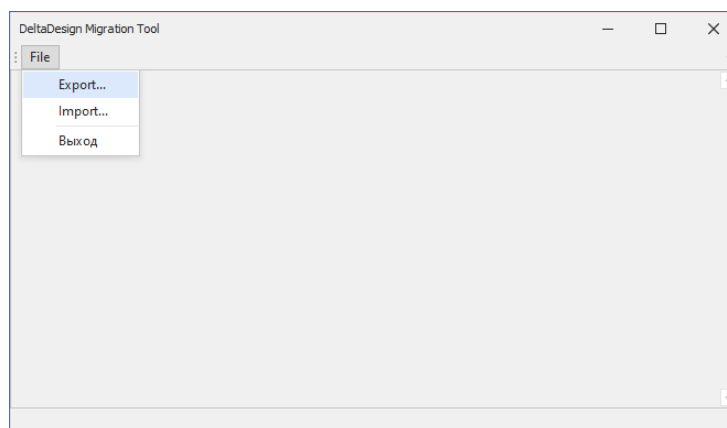 DeltaDesign Migration Tool
File
Export...
Import...
Выход